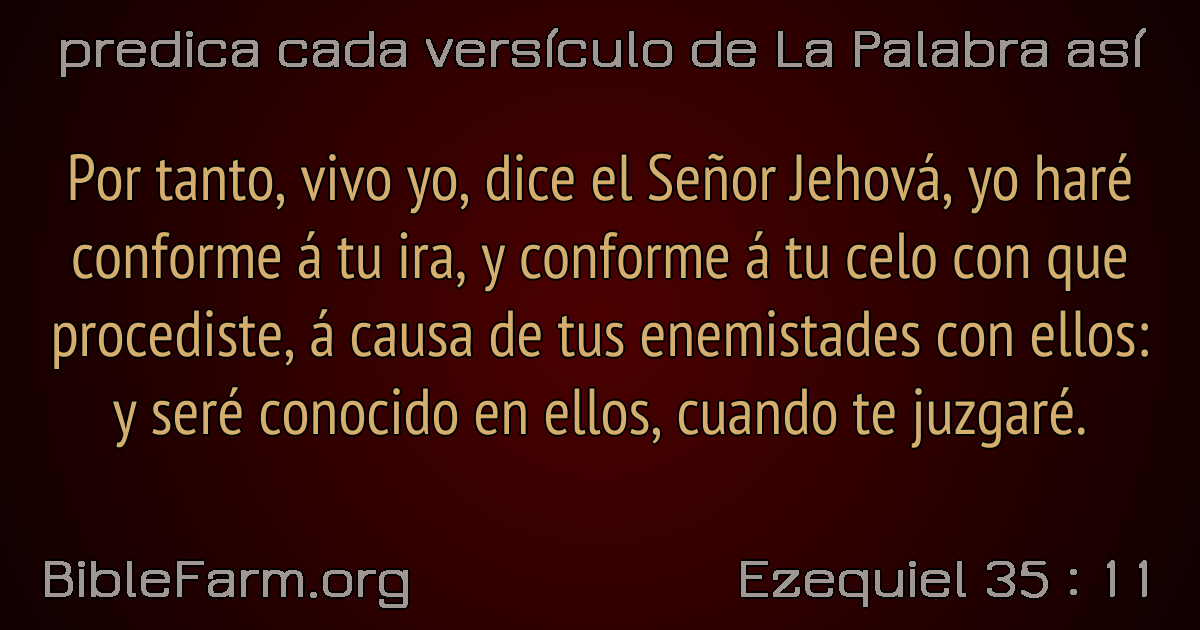 predica cada versículo de La Palabra así
Por tanto, vivo yo, dice el Señor Jehová, yo haré
conforme á tu ira, y conforme á tu celo con que
procediste, á causa de tus enemistades con ellos:
y seré conocido en ellos, cuando te juzgaré.
BibleFarm.org
Ezequiel 35 : 11